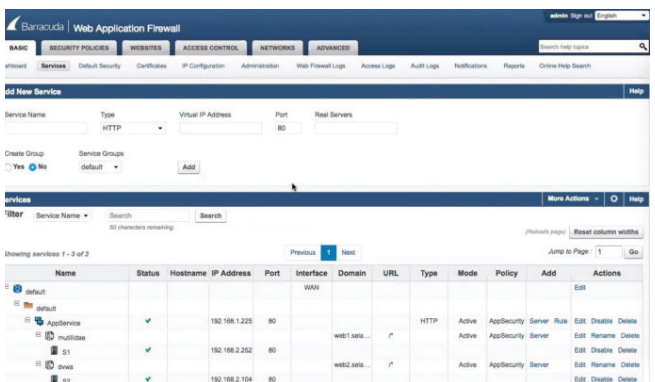 admin Sign out English
Barracuda | Web Application Firewall
BASIC SECURITY POLICIES WEBSITES ACCESS CONTROL NETWORKS ADVANCED Search help topics
ashboard Services Default Security Certificates IP Configuration Administration Web Firewall Logs Access Logs Audit Logs Notifications Reports Online Help Search
dd New Service Help
Service Name Type Virtual IP Address Port Real Servers
HTTP 80
Create Group Service Groups
Yes No default Add
ervices More Actions Help
Filter Service Name Search Search
50 characters remaining. (Reloads page) Reset column widths
Showing services 1 - 3 of 3 Previous 1 Next Jump to Page: 1 Go
Name Status Hostname IP Address Port Interface Domain URL Type Mode Policy Add Actions
default WAN Edit
default
AppService 192.168.1.225 80 HTTP Active AppSecurity Server Rule Edit Disable Delete
mutillidae web1.sela... /* Active AppSecurity Server Edit Rename Delete
S1 192.168.2.252 80 Edit Disable Delete
dvwa web2.sela... /* Active AppSecurity Server Edit Rename Delete
192.168.2.104 80 Edit Disable Delete